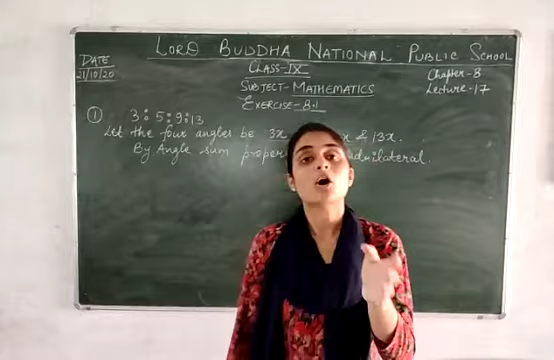 LORD BUDDHA NATIONAL PUBLIC SCHOOL
DATE
21/10/20
CLASS-IX
SUBJECT-MATHEMATICS
EXERCISE-8.1
Chapter-8
Lecture-17
① 3:5:9:13
Let the four angles be 3x x & 13x.
By Angle sum